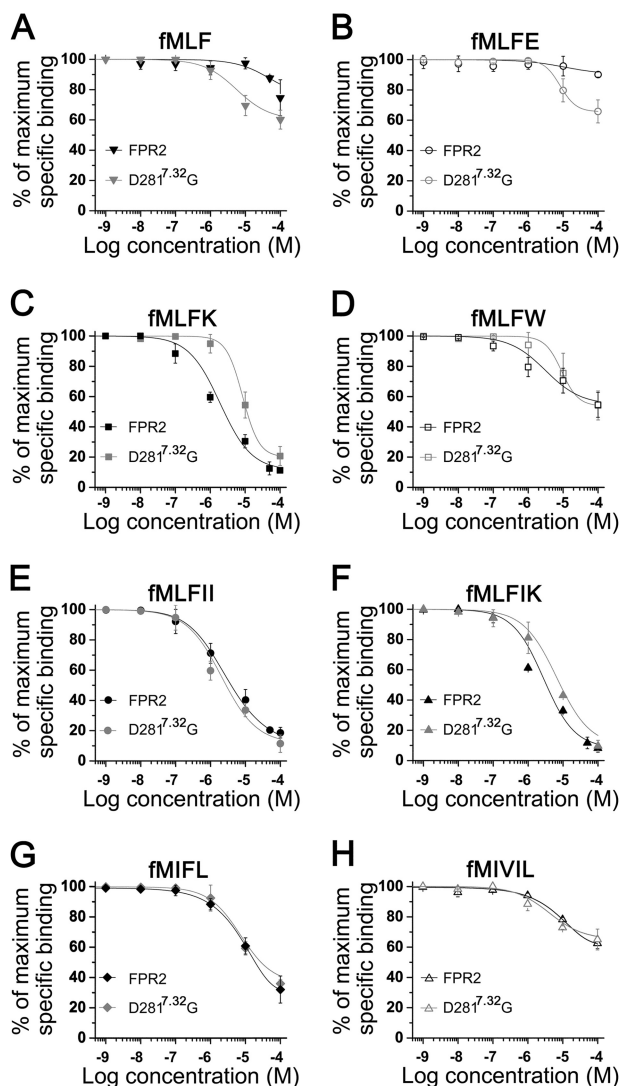 A
fMLF
% of maximum
specific binding
100
80
60
40
20
0
FPR2
D281^7.32G
-9 -8 -7 -6 -5 -4
Log concentration (M)
B
fMLFE
% of maximum
specific binding
100
80
60
40
20
0
FPR2
D281^7.32G
-9 -8 -7 -6 -5 -4
Log concentration (M)
C
fMLFK
% of maximum
specific binding
100
80
60
40
20
0
FPR2
D281^7.32G
-9 -8 -7 -6 -5 -4
Log concentration (M)
D
fMLFW
% of maximum
specific binding
100
80
60
40
20
0
FPR2
D281^7.32G
-9 -8 -7 -6 -5 -4
Log concentration (M)
E
fMLFII
% of maximum
specific binding
100
80
60
40
20
0
FPR2
D281^7.32G
-9 -8 -7 -6 -5 -4
Log concentration (M)
F
fMLFIK
% of maximum
specific binding
100
80
60
40
20
0
FPR2
D281^7.32G
-9 -8 -7 -6 -5 -4
Log concentration (M)
G
fMIFL
% of maximum
specific binding
100
80
60
40
20
0
FPR2
D281^7.32G
-9 -8 -7 -6 -5 -4
Log concentration (M)
H
fMIVIL
% of maximum
specific binding
100
80
60
40
20
0
FPR2
D281^7.32G
-9 -8 -7 -6 -5 -4
Log concentration (M)